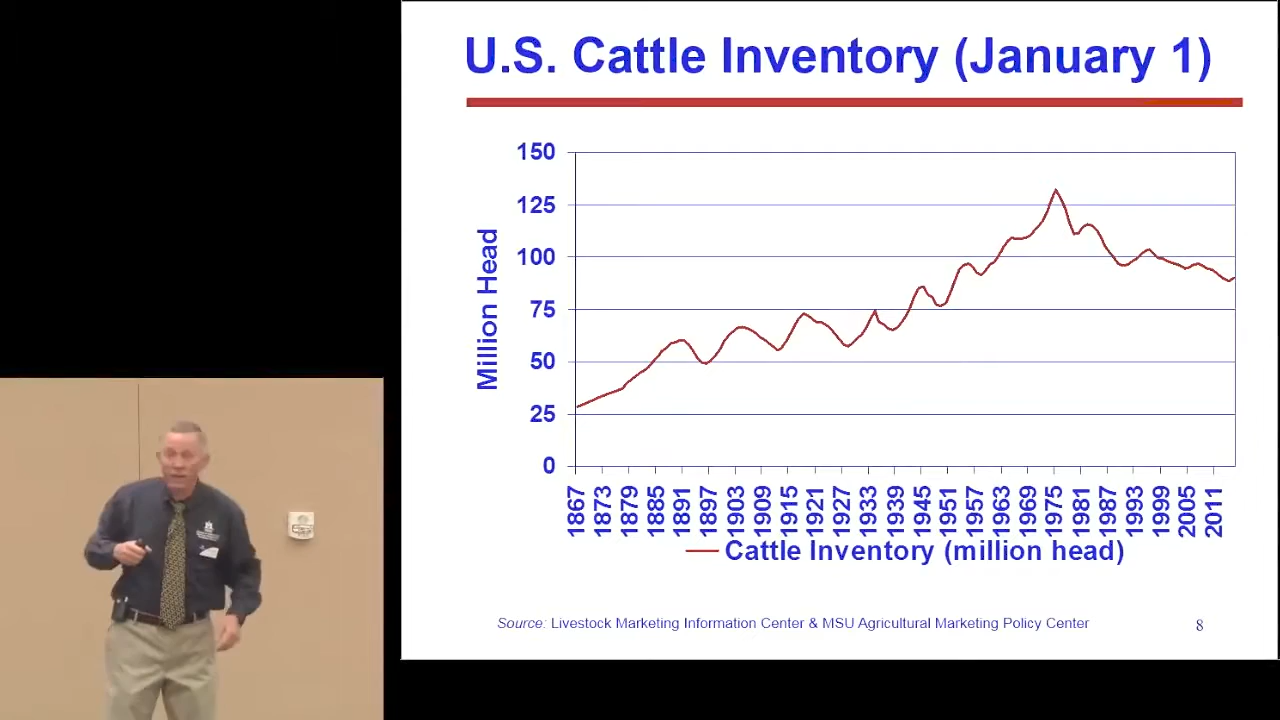 U.S. Cattle Inventory (January 1)
150
125
100
75
50
25
0
Million Head
1867 1873 1879 1885 1891 1897 1903 1909 1915 1921 1927 1933 1939 1945 1951 1957 1963 1969 1975 1981 1987 1993 1999 2005 2011
Cattle Inventory (million head)
Source: Livestock Marketing Information Center & MSU Agricultural Marketing Policy Center
8